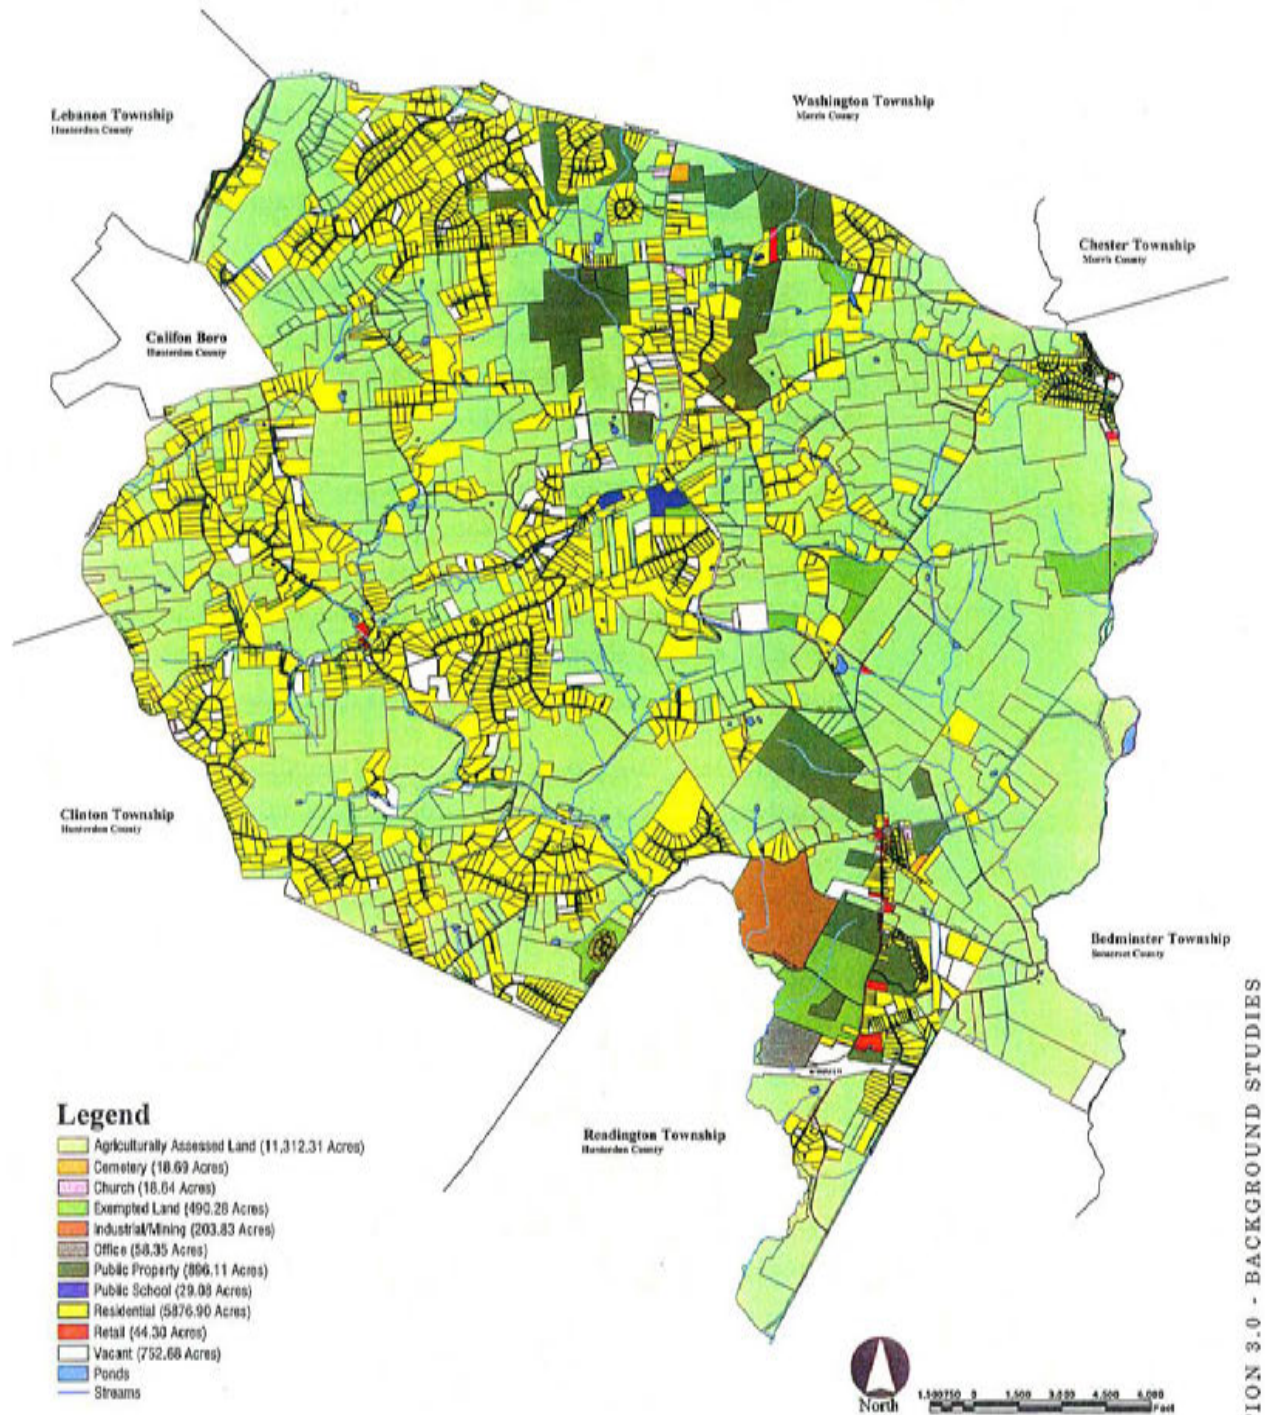 Washington Township
Morris County
Lebanon Township
Hunterdon County
Chester Township
Morris County
Califon Boro
Hunterdon County
Clinton Township
Hunterdon County
Bedminster Township
Somerset County
Readington Township
Hunterdon County
Legend
Agriculturally Assessed Land (11,312.31 Acres)
Cemetery (18.69 Acres)
Church (18.64 Acres)
Exempted Land (490.28 Acres)
Industrial/Mining (203.83 Acres)
Office (58.35 Acres)
Public Property (896.11 Acres)
Public School (29.08 Acres)
Residential (5876.90 Acres)
Retail (44.30 Acres)
Vacant (752.68 Acres)
Ponds
Streams
North
1,500 750 0 1,500 3,000 4,500 6,000
Feet
TION 3.0 - BACKGROUND STUDIES